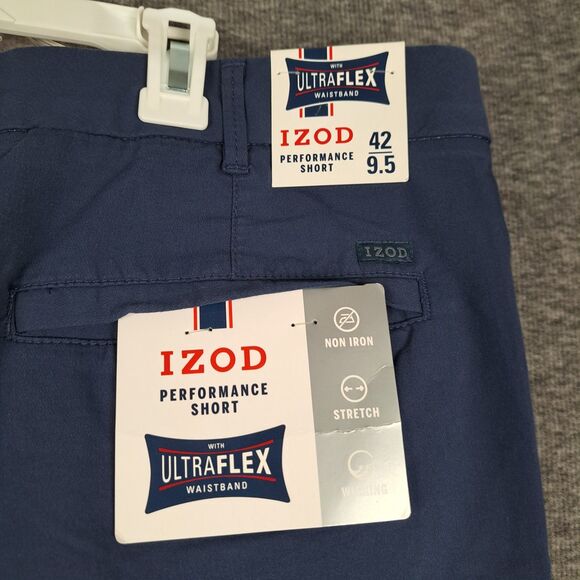 WITH
ULTRAFLEX
WAISTBAND
IZOD
PERFORMANCE
SHORT
42
9.5
IZOD
IZOD
PERFORMANCE
SHORT
WITH
ULTRAFLEX
WAISTBAND
NON IRON
STRETCH
WICKING